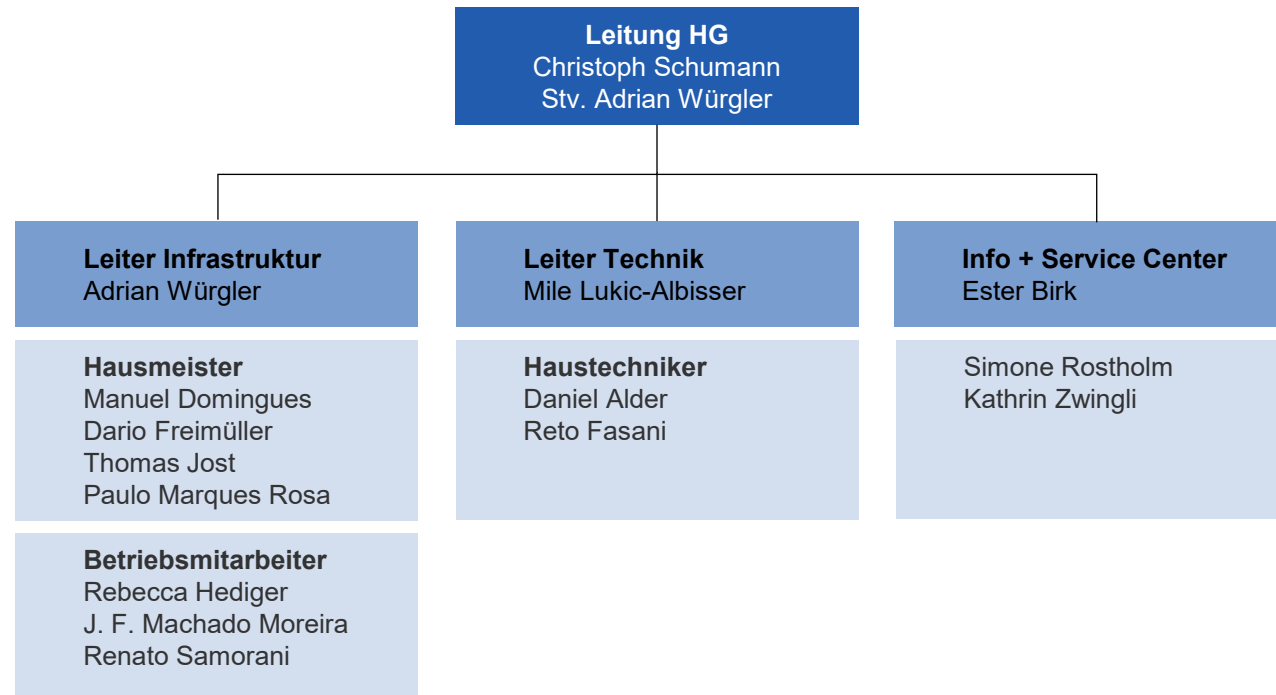 Leitung HG
Christoph Schumann
Stv. Adrian Würgler
Leiter Infrastruktur
Adrian Würgler
Hausmeister
Manuel Domingues
Dario Freimüller
Thomas Jost
Paulo Marques Rosa
Betriebsmitarbeiter
Rebecca Hediger
J. F. Machado Moreira
Renato Samorani
Leiter Technik
Mile Lukic-Albisser
Haustechniker
Daniel Alder
Reto Fasani
Info + Service Center
Ester Birk
Simone Rostholm
Kathrin Zwingli